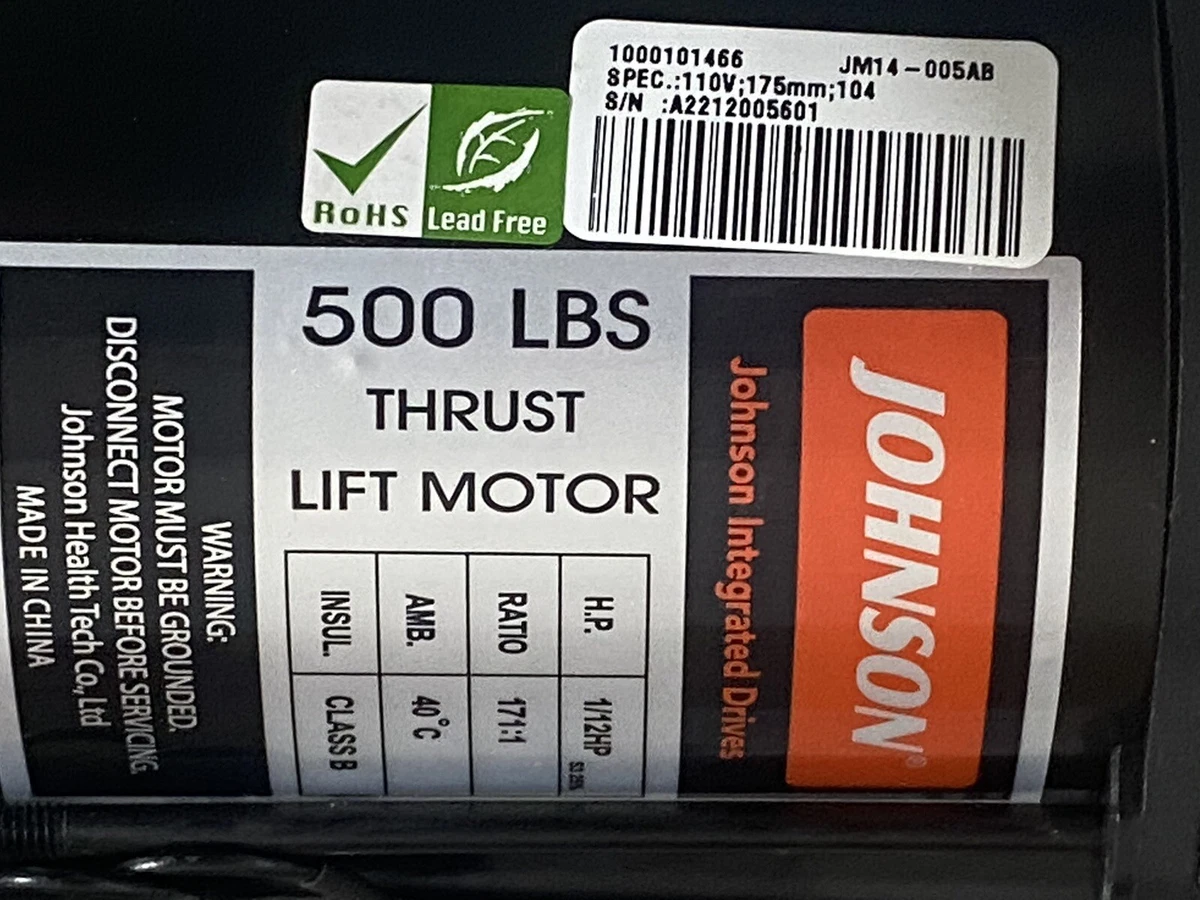 1000101466 JM14-005AB
SPEC.:110V;175mm;104
S/N :A2212005601
RoHS
Lead Free
500 LBS
THRUST
LIFT MOTOR
JOHNSON®
Johnson Integrated Drives
H.P. 1/12HP
RATIO 171:1
AMB. 40°C
INSUL. CLASS B
WARNING:
MOTOR MUST BE GROUNDED.
DISCONNECT MOTOR BEFORE SERVICING.
Johnson Health Tech Co., Ltd
MADE IN CHINA